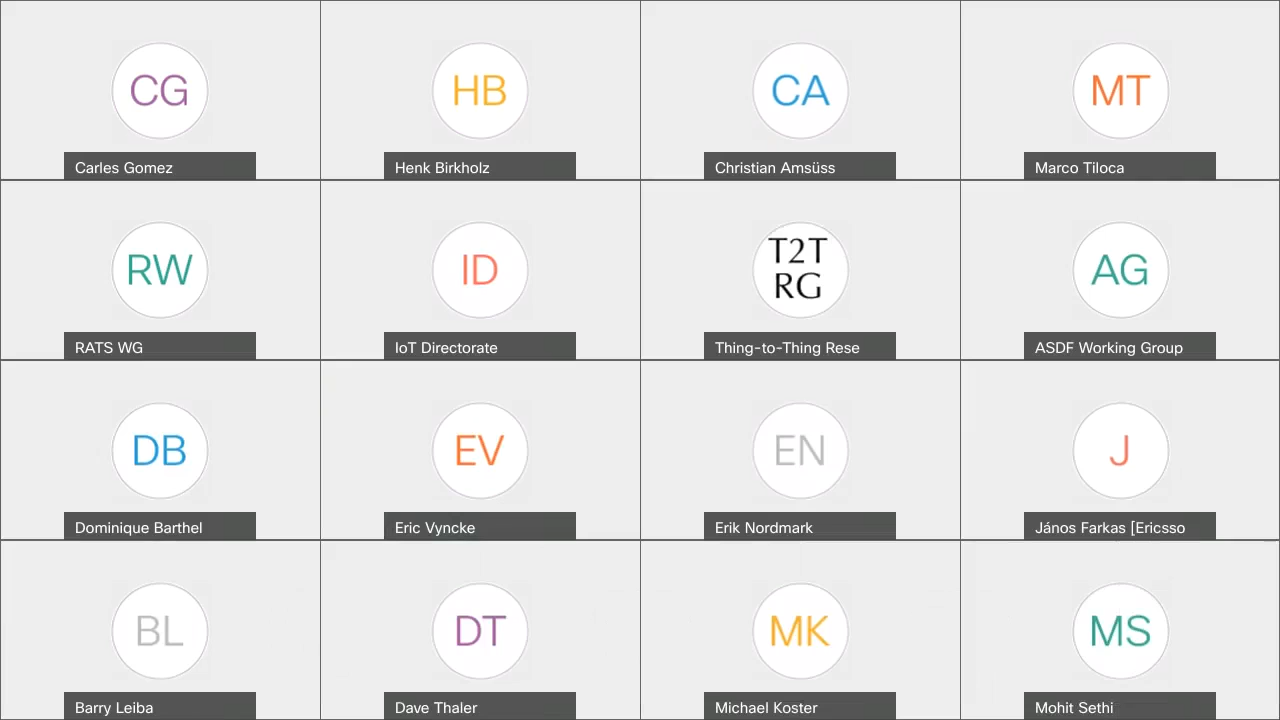 CG
HB
CA
MT
Carles Gomez
Henk Birkholz
Christian Amsüss
Marco Tiloca
RW
ID
T2T
RG
AG
RATS WG
IoT Directorate
Thing-to-Thing Rese
ASDF Working Group
DB
EV
EN
J
Dominique Barthel
Eric Vyncke
Erik Nordmark
János Farkas [Ericsso
BL
DT
MK
MS
Barry Leiba
Dave Thaler
Michael Koster
Mohit Sethi